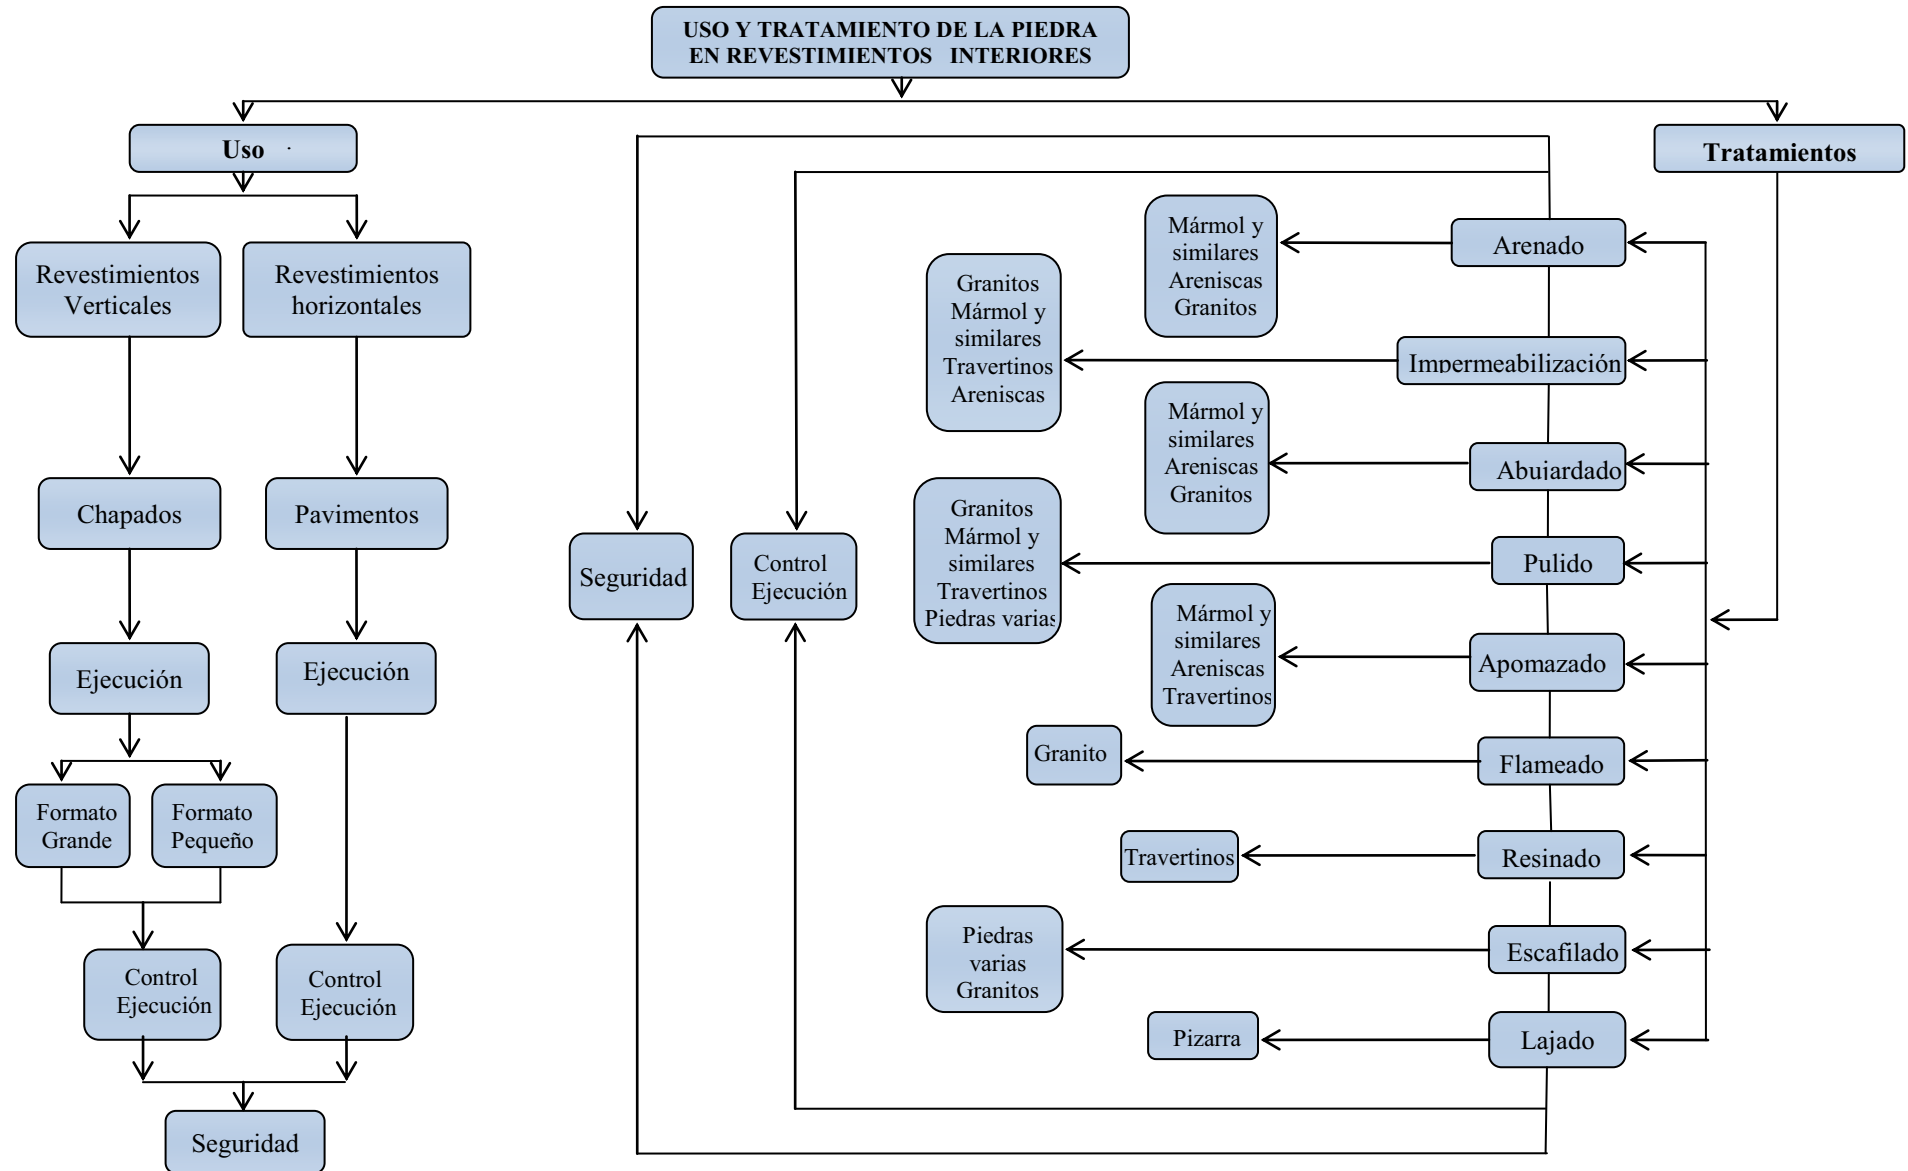 USO Y TRATAMIENTO DE LA PIEDRA
EN REVESTIMIENTOS INTERIORES
Uso .
Tratamientos
Revestimientos
Verticales
Revestimientos
horizontales
Chapados
Pavimentos
Ejecución
Ejecución
Formato
Grande
Formato
Pequeño
Control
Ejecución
Control
Ejecución
Seguridad
Seguridad
Control
Ejecución
Mármol y
similares
Areniscas
Granitos
Arenado
Granitos
Mármol y
similares
Travertinos
Areniscas
Impermeabilización
Mármol y
similares
Areniscas
Granitos
Abujardado
Granitos
Mármol y
similares
Travertinos
Piedras varias
Pulido
Mármol y
similares
Areniscas
Travertinos
Apomazado
Granito
Flameado
Travertinos
Resinado
Piedras
varias
Granitos
Escafilado
Pizarra
Lajado